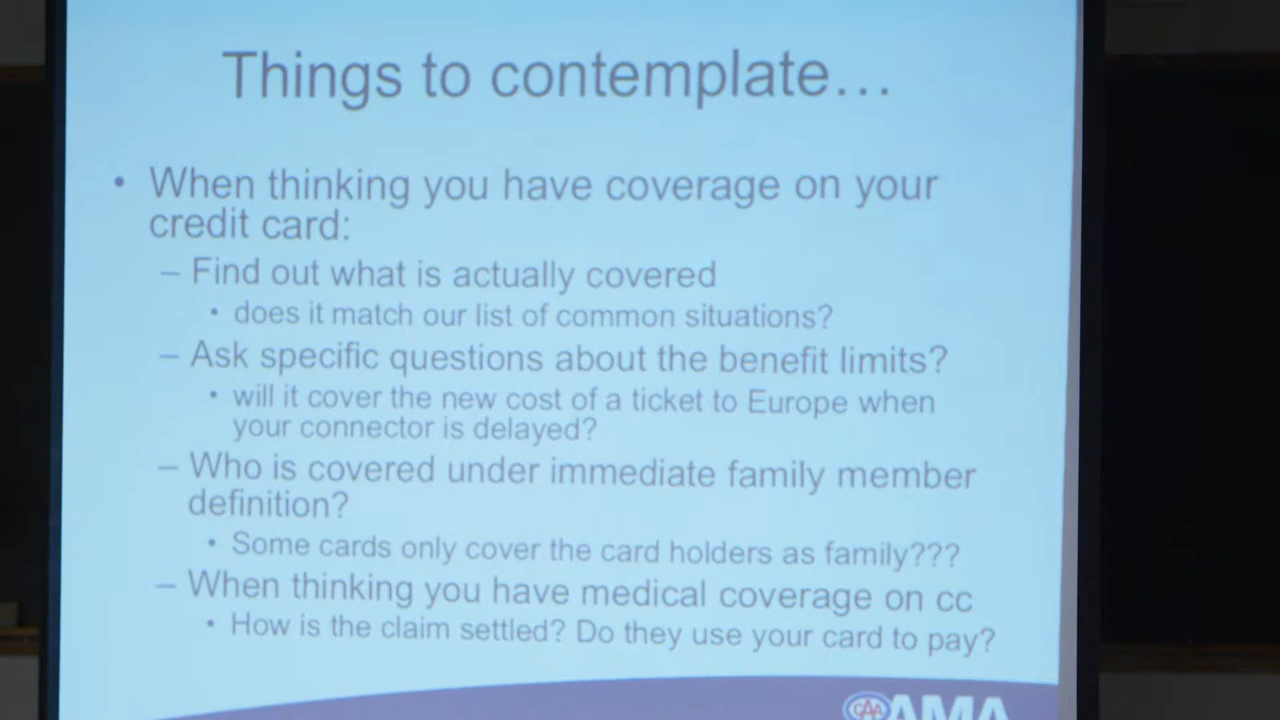 Things to contemplate...
• When thinking you have coverage on your
credit card:
– Find out what is actually covered
• does it match our list of common situations?
– Ask specific questions about the benefit limits?
• will it cover the new cost of a ticket to Europe when
your connector is delayed?
– Who is covered under immediate family member
definition?
• Some cards only cover the card holders as family???
– When thinking you have medical coverage on cc
• How is the claim settled? Do they use your card to pay?
CAA AMA